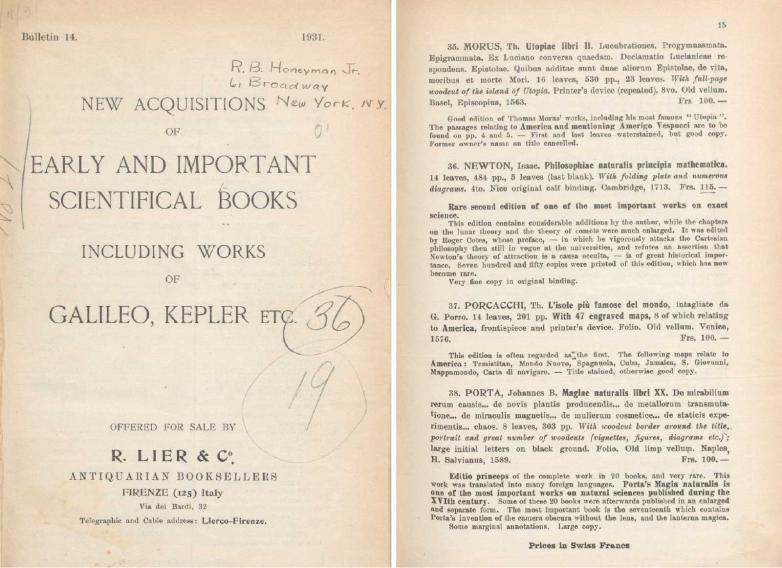 Bulletin 14.
1931.
R. B. Honeyman Jr.
61 Broadway
New York, N.Y.
NEW ACQUISITIONS
OF
EARLY AND IMPORTANT
SCIENTIFICAL BOOKS
INCLUDING WORKS
OF
GALILEO, KEPLER ETC.
36
19
OFFERED FOR SALE BY
R. LIER & Co.
ANTIQUARIAN BOOKSELLERS
FIRENZE (125) Italy
Via dei Bardi, 32
Telegraphic and Cable address: Llerco-Firenze.
15
35. MORUS, Th. Utopiae libri II. Lucubrationes. Progymnasmata.
Epigrammata. Ex Luciano conversa quaedam. Declamatio Lucianicae re-
spondens. Epistolae. Quibus additae sunt duae aliorum Epistolae, de vita,
moribus et morte Mori. 16 leaves, 530 pp., 23 leaves. With full-page
woodcut of the island of Utopia. Printer's device (repeated). 8vo. Old vellum.
Basel, Episcopius, 1563. Frs 100.—
Good edition of Thomas Morus' works, including his most famous "Utopia".
The passages relating to America and mentioning Amerigo Vespucci are to be
found on pp. 4 and 5. — First and last leaves waterstained, but good copy.
Former owner's name on title cancelled.
36. NEWTON, Isaac. Philosophiae naturalis principia mathematica.
14 leaves, 484 pp., 5 leaves (last blank). With folding plate and numerous
diagrams. 4to. Nice original calf binding. Cambridge, 1713. Frs. 115.—
Rare second edition of one of the most important works on exact
science.
This edition contains considerable additions by the author, while the chapters
on the lunar theory and the theory of comets were much enlarged. It was edited
by Roger Cotes, whose preface, — in which be vigorously attacks the Cartesian
philosophy then still in vogue at the universities, and refutes an assertion that
Newton's theory of attraction is a causa occulta, — is of great historical impor-
tance. Seven hundred and fifty copies were printed of this edition, which has now
become rare.
Very fine copy in original binding.
37. PORCACCHI, Th. L'isole più famose del mondo, intagliate da
G. Porro. 14 leaves, 201 pp. With 47 engraved maps, 8 of which relating
to America, frontispiece and printer's device. Folio. Old vellum. Venice,
1576. Frs. 100.—
This edition is often regarded as the first. The following maps relate to
America: Temistitan, Mondo Nuovo, Spagnuola, Cuba, Jamaica, S. Giovanni,
Mappamondo, Carta di navigare. — Title stained, otherwise good copy.
38. PORTA, Johannes B. Magiae naturalis libri XX. De mirabilium
rerum causis... de novis plantis producendis... de metallorum transmuta-
tione... de miraculis magnetis... de mulierum cosmetice... de staticis expe-
rimentis... chaos. 8 leaves, 303 pp. With woodcut border around the title,
portrait and great number of woodcuts (vignettes, figures, diagrams etc.);
large initial letters on black ground. Folio. Old limp vellum. Naples,
H. Salvianus, 1589. Frs. 100.—
Editio princeps of the complete work in 20 books, and very rare. This
work was translated into many foreign languages. Porta's Magia naturalis is
one of the most important works on natural sciences published during the
XVIth century. Some of these 20 books were afterwards published in an enlarged
and separate form. The most important book is the seventeenth which contains
Porta's invention of the camera obscura without the lens, and the lanterna magica.
Some marginal annotations. Large copy.
Prices in Swiss Francs